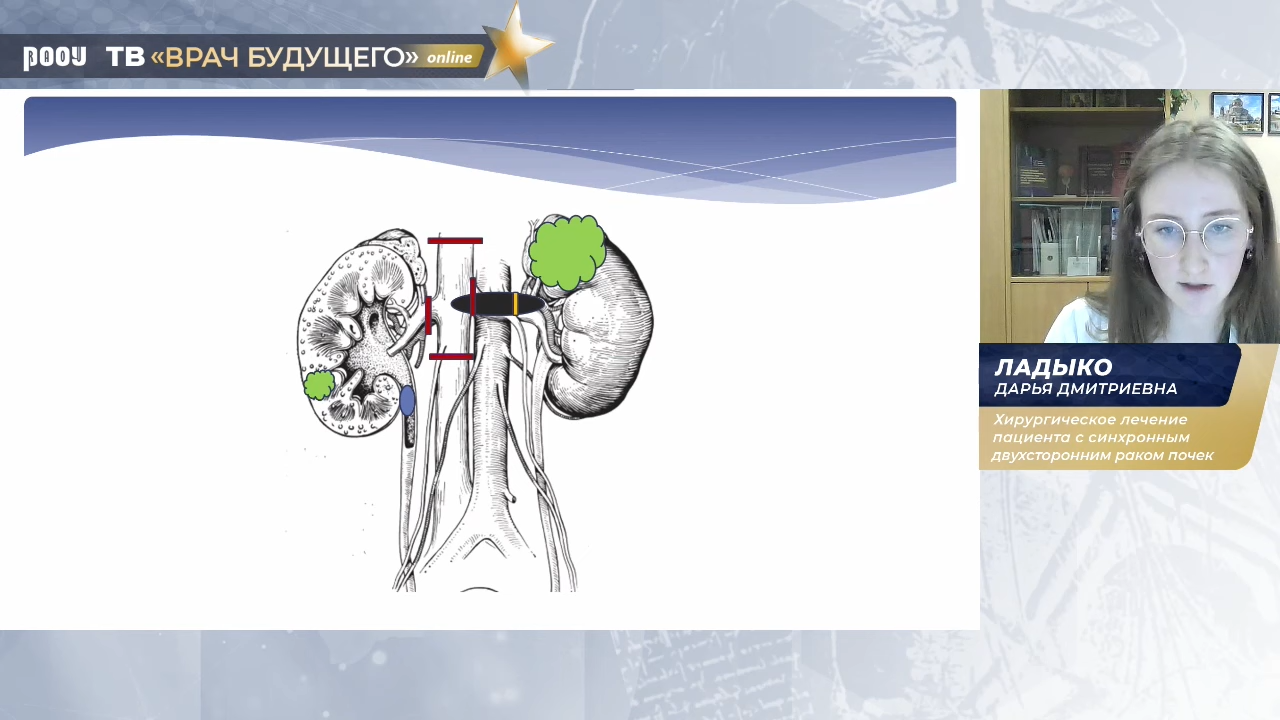 РООУ ТВ «ВРАЧ БУДУЩЕГО» online
ЛАДЫКО
ДАРЬЯ ДМИТРИЕВНА
Хирургическое лечение
пациента с синхронным
двухсторонним раком почек